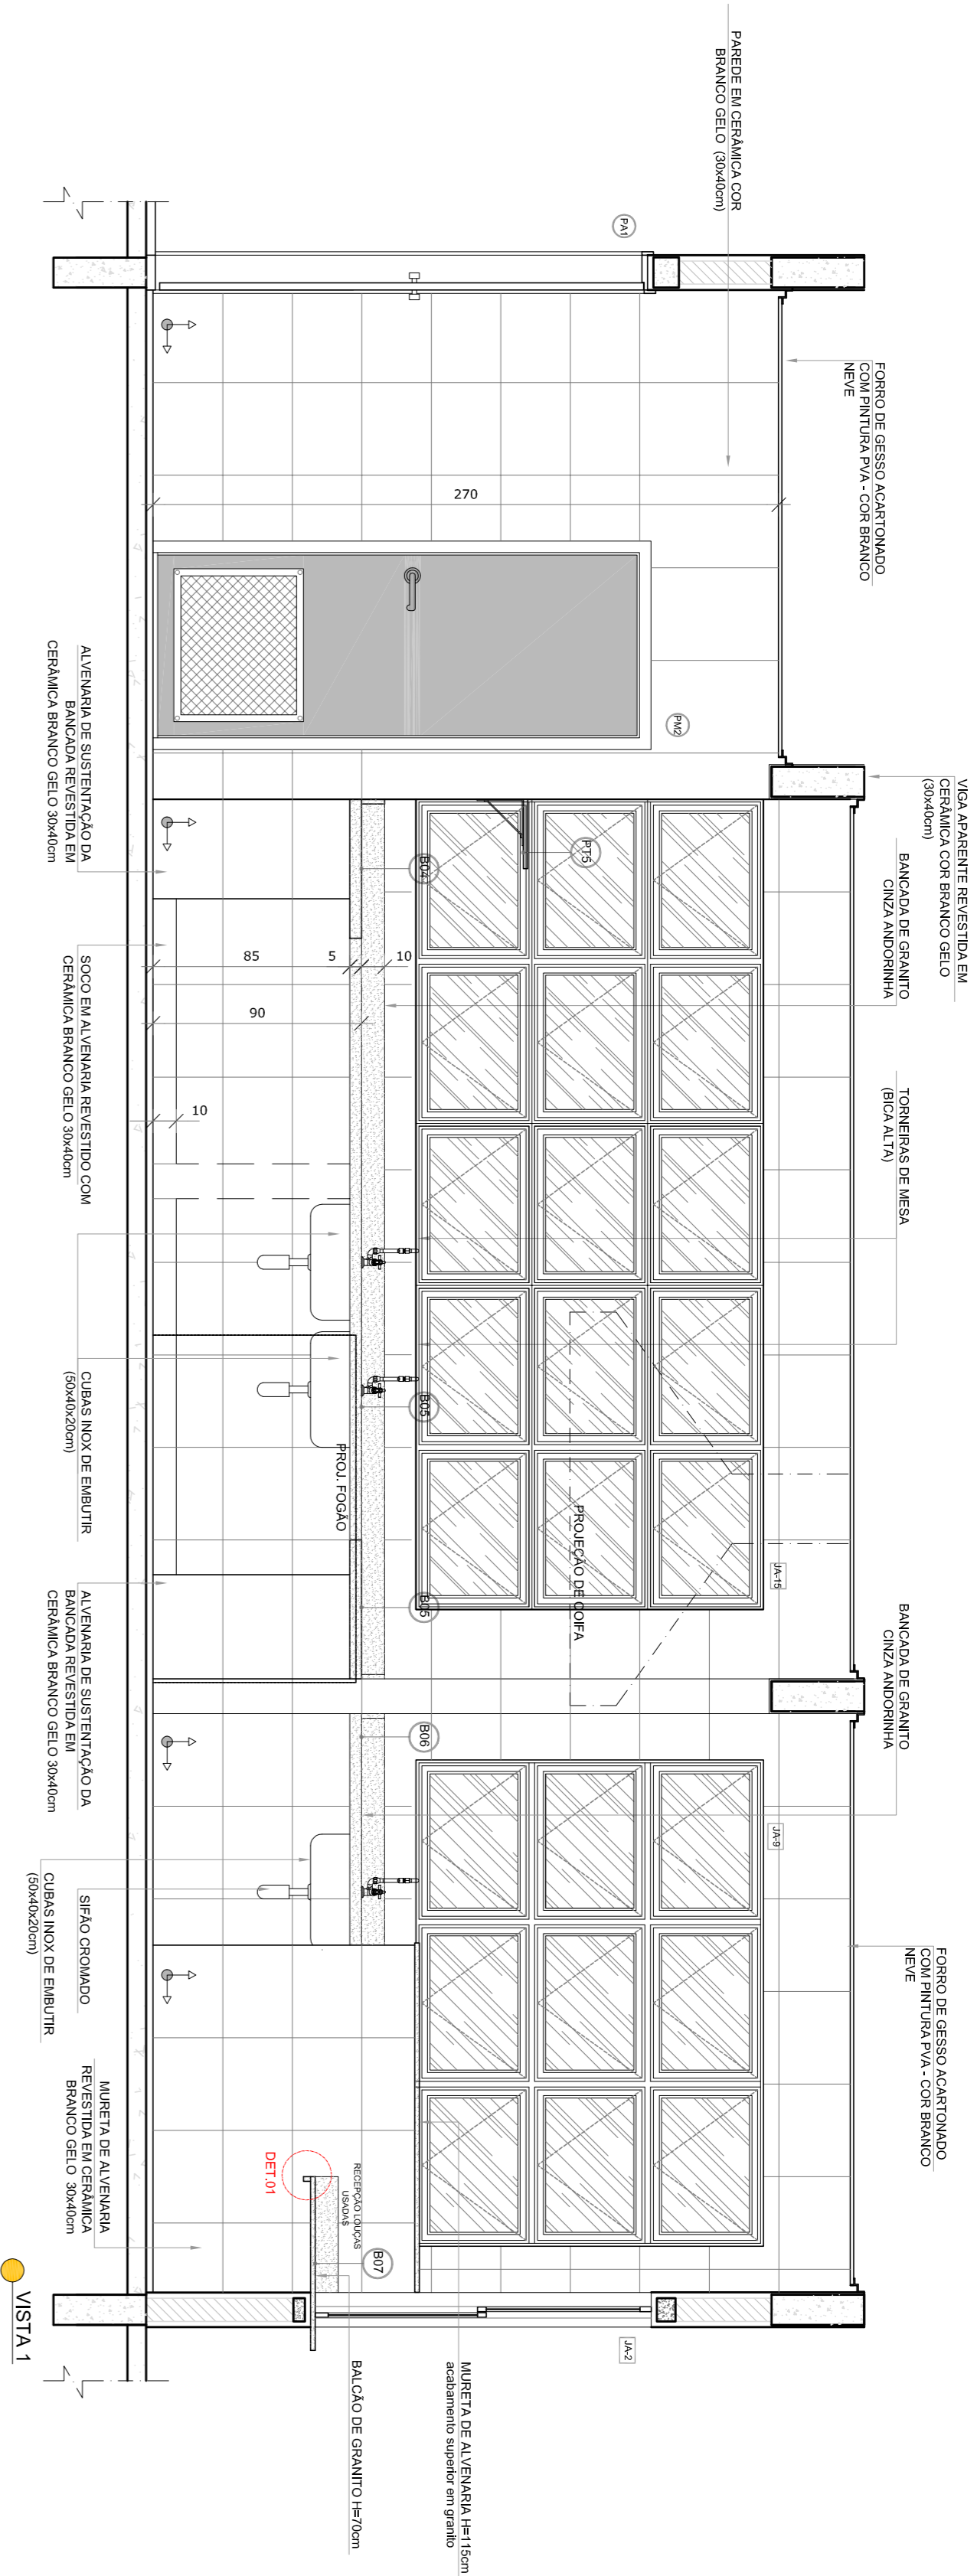 PAREDE EM CERÂMICA COR
BRANCO GELO (30x40cm)
PA1
FORRO DE GESSO ACARTONADO
COM PINTURA PVA - COR BRANCO
NEVE
270
PM2
VIGA APARENTE REVESTIDA EM
CERÂMICA COR BRANCO GELO
(30x40cm)
BANCADA DE GRANITO
CINZA ANDORINHA
TORNEIRAS DE MESA
(BICA ALTA)
PT5
B04
85
5
10
90
10
ALVENARIA DE SUSTENTAÇÃO DA
BANCADA REVESTIDA EM
CERÂMICA BRANCO GELO 30x40cm
SOCO EM ALVENARIA REVESTIDO COM
CERÂMICA BRANCO GELO 30x40cm
CUBAS INOX DE EMBUTIR
(50x40x20cm)
B05
PROJ. FOGÃO
PROJEÇÃO DE COIFA
JA-15
B05
ALVENARIA DE SUSTENTAÇÃO DA
BANCADA REVESTIDA EM
CERÂMICA BRANCO GELO 30x40cm
BANCADA DE GRANITO
CINZA ANDORINHA
B06
JA-9
SIFÃO CROMADO
CUBAS INOX DE EMBUTIR
(50x40x20cm)
FORRO DE GESSO ACARTONADO
COM PINTURA PVA - COR BRANCO
NEVE
MURETA DE ALVENARIA
REVESTIDA EM CERÂMICA
BRANCO GELO 30x40cm
DET.01
RECEPÇÃO LOUÇAS
USADAS
B07
JA-2
MURETA DE ALVENARIA H=115cm
acabamento superior em granito
BALCÃO DE GRANITO H=70cm
VISTA 1